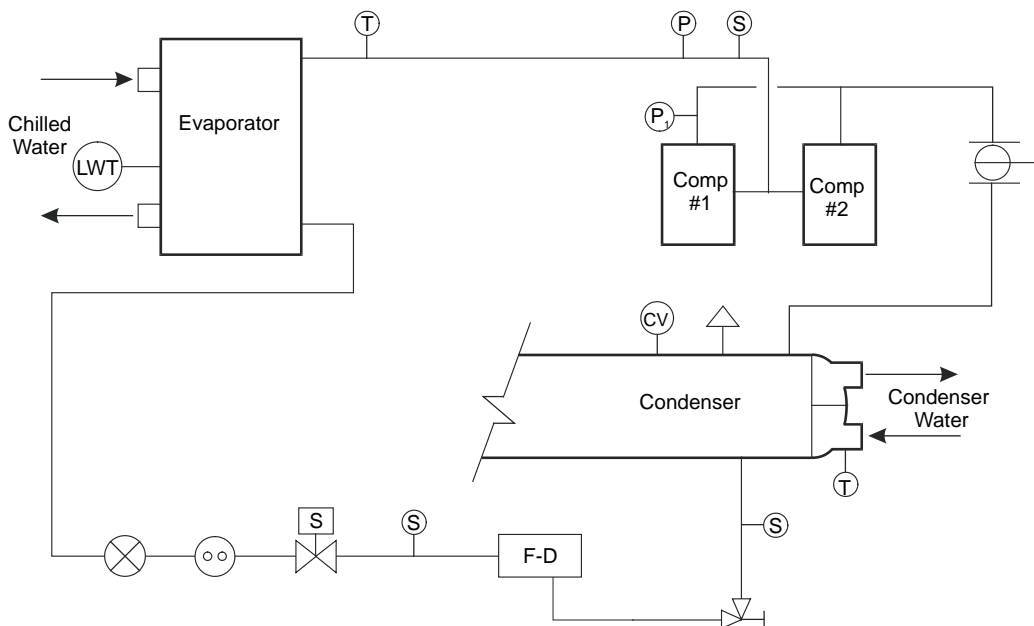 T
P
S
Chilled
Water
Evaporator
P1
LWT
Comp
#1
Comp
#2
CV
Condenser
Condenser
Water
T
S
S
S
F-D